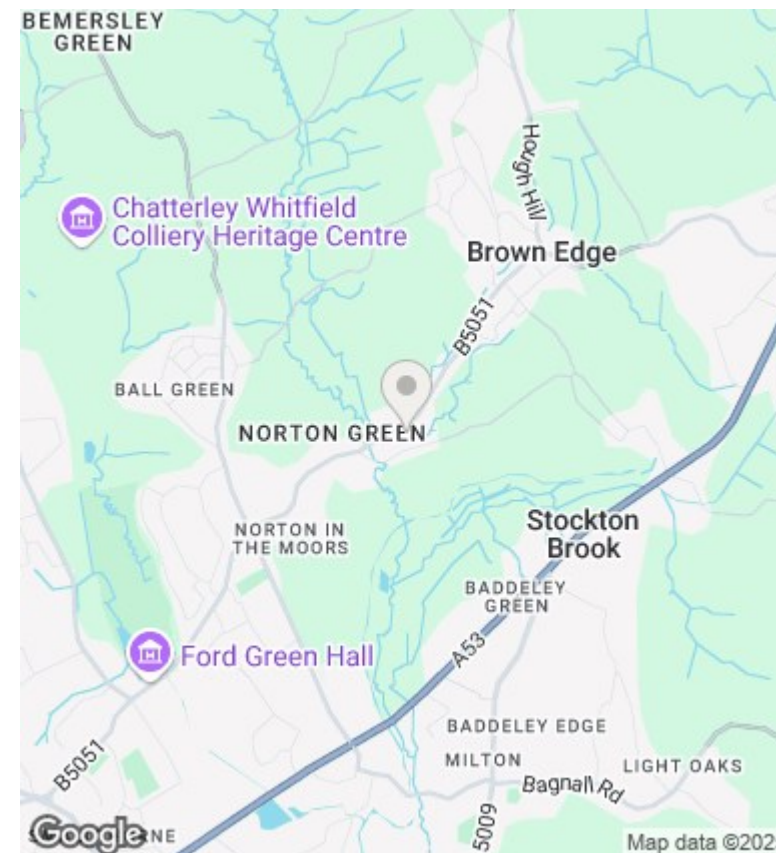 BEMERSLEY
GREEN
Hough Hill
Chatterley Whitfield
Colliery Heritage Centre
Brown Edge
B5051
BALL GREEN
NORTON GREEN
NORTON IN
THE MOORS
Stockton
Brook
BADDELEY
GREEN
Ford Green Hall
A53
BADDELEY EDGE
MILTON
LIGHT OAKS
B5051
Bagnall Rd
5009
Google
Map data ©202